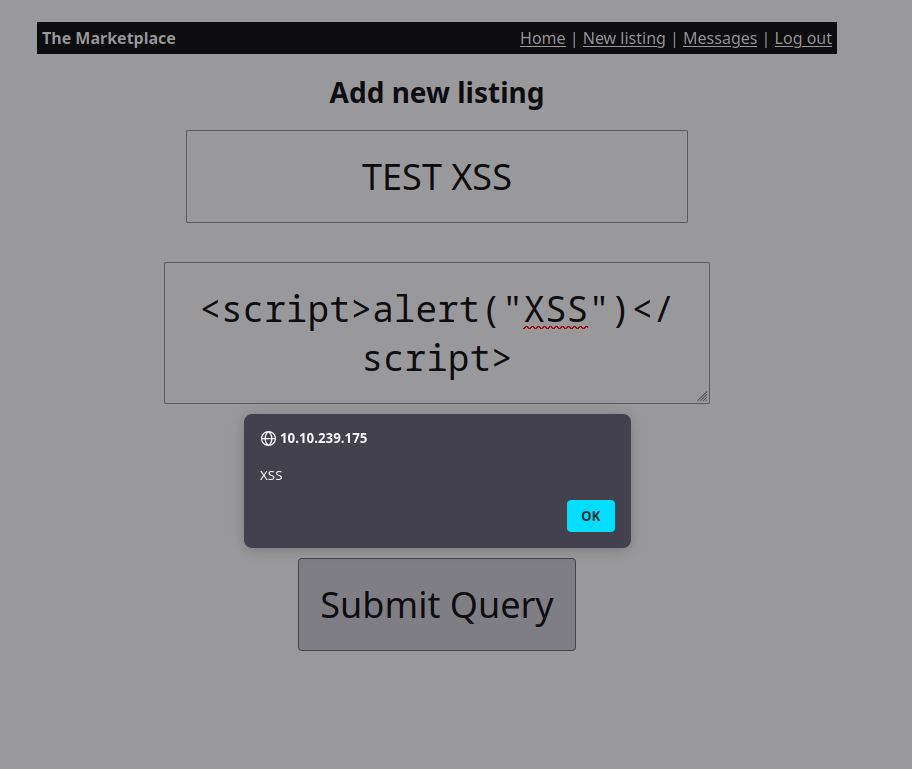 The Marketplace
Home | New listing | Messages | Log out
Add new listing
TEST XSS
<script>alert("XSS")</
script>
10.10.239.175
XSS
OK
Submit Query